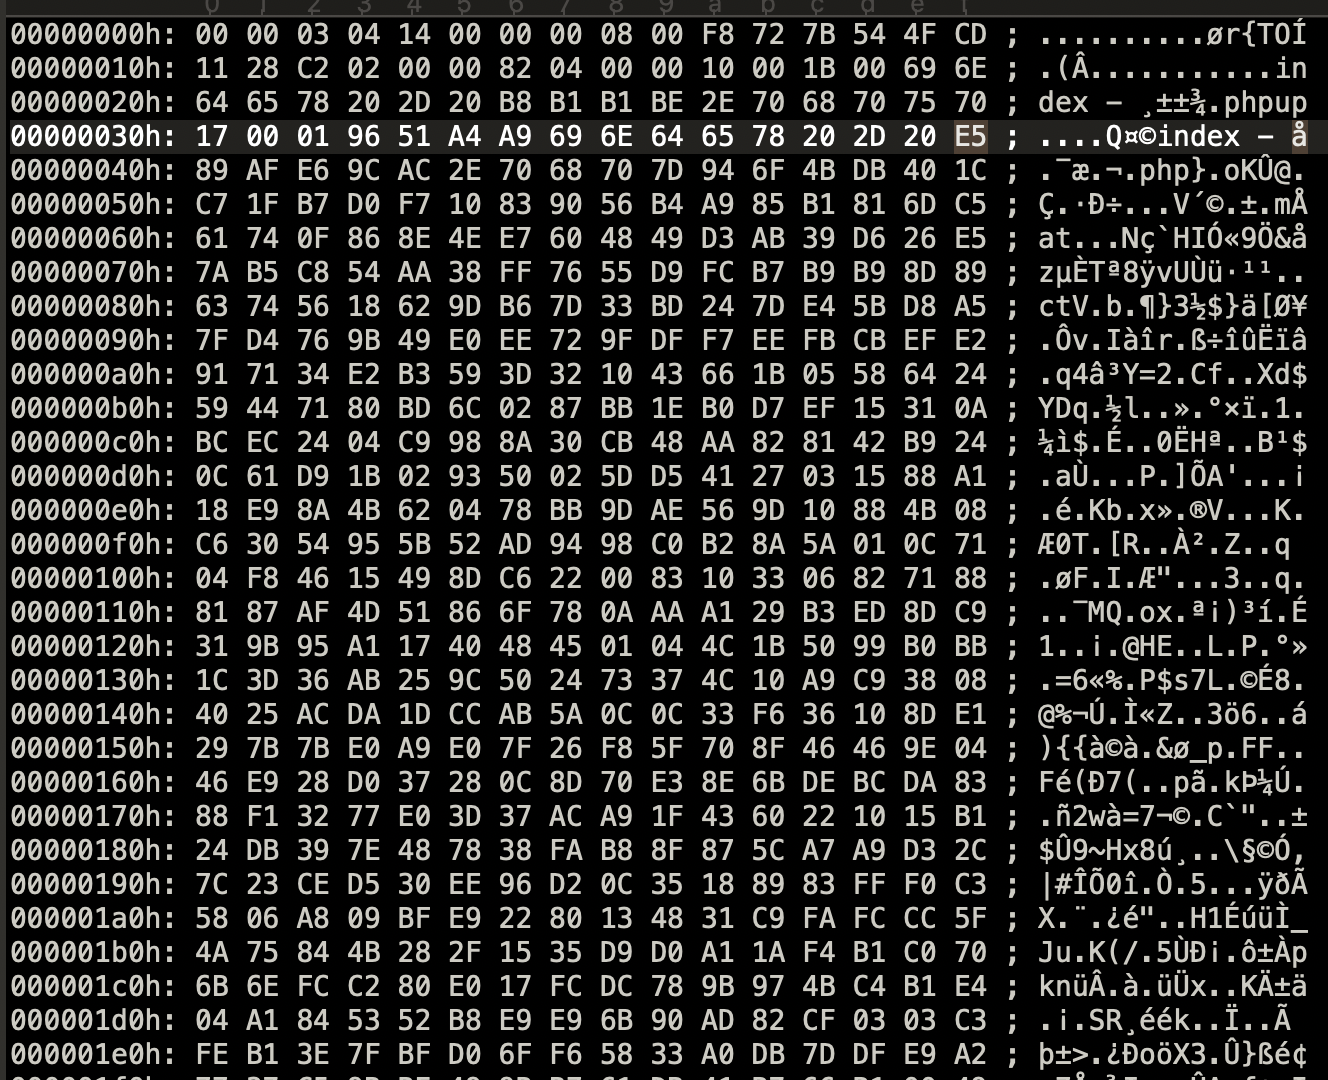 00000000h: 00 00 03 04 14 00 00 00 08 00 F8 72 7B 54 4F CD ; ..........ør{TOÍ
00000010h: 11 28 C2 02 00 00 82 04 00 00 10 00 1B 00 69 6E ; .(Â...........in
00000020h: 64 65 78 20 2D 20 B8 B1 B1 BE 2E 70 68 70 75 70 ; dex - ¸±±¾.phpup
00000030h: 17 00 01 96 51 A4 A9 69 6E 64 65 78 20 2D 20 E5 ; ....Q¤©index - å
00000040h: 89 AF E6 9C AC 2E 70 68 70 7D 94 6F 4B DB 40 1C ; .¯æ.¬.php}.oKÛ@.
00000050h: C7 1F B7 D0 F7 10 83 90 56 B4 A9 85 B1 81 6D C5 ; Ç.·Ð÷...V´©.±.mÅ
00000060h: 61 74 0F 86 8E 4E E7 60 48 49 D3 AB 39 D6 26 E5 ; at...Nç`HIÓ«9Ö&å
00000070h: 7A B5 C8 54 AA 38 FF 76 55 D9 FC B7 B9 B9 8D 89 ; zµÈTª8ÿvUÙü·¹¹..
00000080h: 63 74 56 18 62 9D B6 7D 33 BD 24 7D E4 5B D8 A5 ; ctV.b.¶}3½$}ä[Ø¥
00000090h: 7F D4 76 9B 49 E0 EE 72 9F DF F7 EE FB CB EF E2 ; .Ôv.Iàîr.ß÷îûËïâ
000000a0h: 91 71 34 E2 B3 59 3D 32 10 43 66 1B 05 58 64 24 ; .q4â³Y=2.Cf..Xd$
000000b0h: 59 44 71 80 BD 6C 02 87 BB 1E B0 D7 EF 15 31 0A ; YDq.½l..».°×ï.1.
000000c0h: BC EC 24 04 C9 98 8A 30 CB 48 AA 82 81 42 B9 24 ; ¼ì$.É..0ËHª..B¹$
000000d0h: 0C 61 D9 1B 02 93 50 02 5D D5 41 27 03 15 88 A1 ; .aÙ...P.]ÕA'...¡
000000e0h: 18 E9 8A 4B 62 04 78 BB 9D AE 56 9D 10 88 4B 08 ; .é.Kb.x».®V...K.
000000f0h: C6 30 54 95 5B 52 AD 94 98 C0 B2 8A 5A 01 0C 71 ; Æ0T.[R­..À².Z..q
00000100h: 04 F8 46 15 49 8D C6 22 00 83 10 33 06 82 71 88 ; .øF.I.Æ"...3..q.
00000110h: 81 87 AF 4D 51 86 6F 78 0A AA A1 29 B3 ED 8D C9 ; ..¯MQ.ox.ª¡)³í.É
00000120h: 31 9B 95 A1 17 40 48 45 01 04 4C 1B 50 99 B0 BB ; 1..¡.@HE..L.P.°»
00000130h: 1C 3D 36 AB 25 9C 50 24 73 37 4C 10 A9 C9 38 08 ; .=6«%.P$s7L.©É8.
00000140h: 40 25 AC DA 1D CC AB 5A 0C 0C 33 F6 36 10 8D E1 ; @%¬Ú.Ì«Z..3ö6..á
00000150h: 29 7B 7B E0 A9 E0 7F 26 F8 5F 70 8F 46 46 9E 04 ; ){{à©à.&ø_p.FF..
00000160h: 46 E9 28 D0 37 28 0C 8D 70 E3 8E 6B DE BC DA 83 ; Fé(Ð7(..pã.kÞ¼Ú.
00000170h: 88 F1 32 77 E0 3D 37 AC A9 1F 43 60 22 10 15 B1 ; .ñ2wà=7¬©.C`"..±
00000180h: 24 DB 39 7E 48 78 38 FA B8 8F 87 5C A7 A9 D3 2C ; $Û9~Hx8ú¸..\§©Ó,
00000190h: 7C 23 CE D5 30 EE 96 D2 0C 35 18 89 83 FF F0 C3 ; |#ÎÕ0î.Ò.5...ÿðÃ
000001a0h: 58 06 A8 09 BF E9 22 80 13 48 31 C9 FA FC CC 5F ; X.¨.¿é"..H1ÉúüÌ_
000001b0h: 4A 75 84 4B 28 2F 15 35 D9 D0 A1 1A F4 B1 C0 70 ; Ju.K(/.5ÙÐ¡.ô±Àp
000001c0h: 6B 6E FC C2 80 E0 17 FC DC 78 9B 97 4B C4 B1 E4 ; knüÂ.à.üÜx..KÄ±ä
000001d0h: 04 A1 84 53 52 B8 E9 E9 6B 90 AD 82 CF 03 03 C3 ; .¡.SR¸éék.­.Ï..Ã
000001e0h: FE B1 3E 7F BF D0 6F F6 58 33 A0 DB 7D DF E9 A2 ; þ±>.¿ÐoöX3.Û}ßé¢